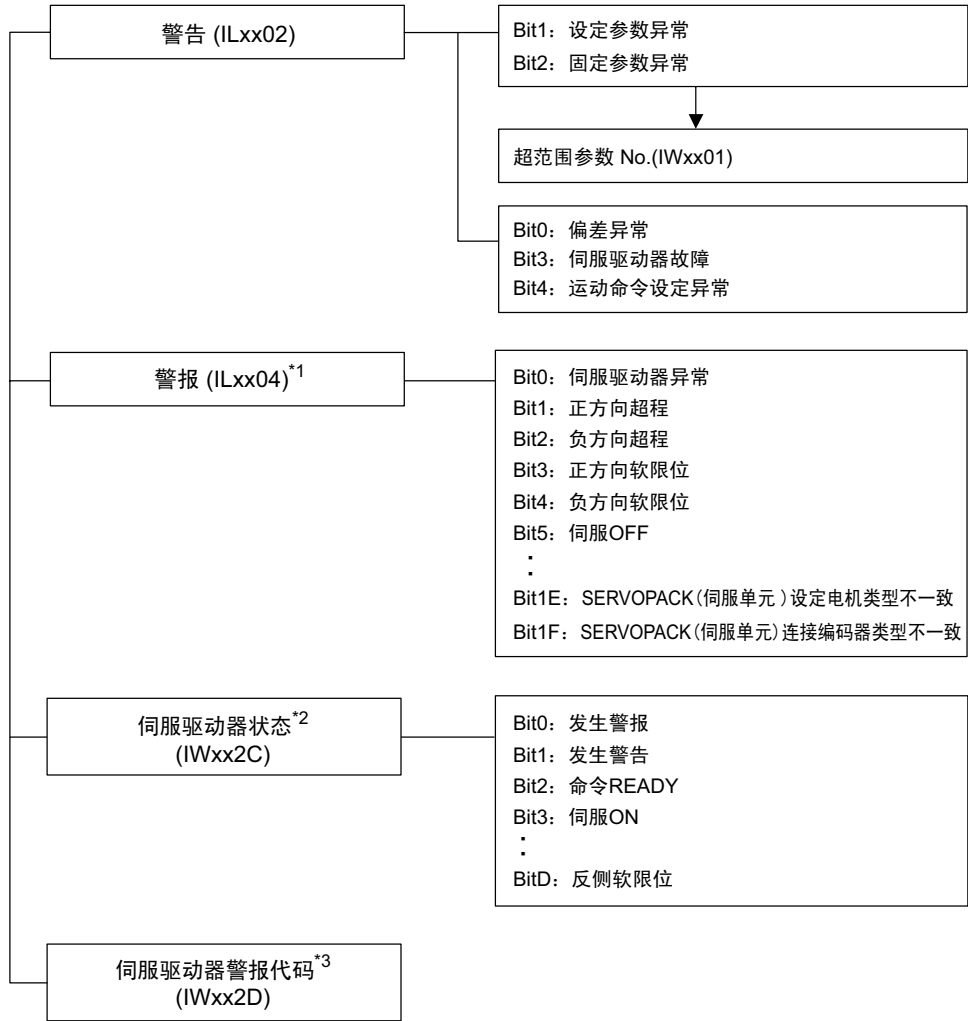 警告 (ILxx02)
Bit1：设定参数异常
Bit2：固定参数异常
超范围参数 No.(IWxx01)
Bit0：偏差异常
Bit3：伺服驱动器故障
Bit4：运动命令设定异常
警报 (ILxx04)*1
Bit0：伺服驱动器异常
Bit1：正方向超程
Bit2：负方向超程
Bit3：正方向软限位
Bit4：负方向软限位
Bit5：伺服OFF
：
Bit1E：SERVOPACK(伺服单元)设定电机类型不一致
Bit1F：SERVOPACK(伺服单元)连接编码器类型不一致
伺服驱动器状态*2
(IWxx2C)
Bit0：发生警报
Bit1：发生警告
Bit2：命令READY
Bit3：伺服ON
：
BitD：反侧软限位
伺服驱动器警报代码*3
(IWxx2D)